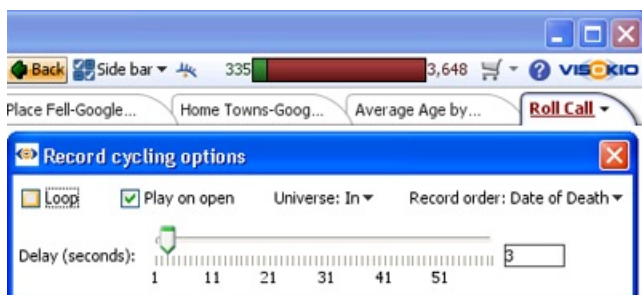 Back Side bar 335 3,648 ? VISOKIO
Place Fell-Google... Home Towns-Goog... Average Age by... Roll Call
Record cycling options
Loop Play on open Universe: In Record order: Date of Death
Delay (seconds): 3
1 11 21 31 41 51